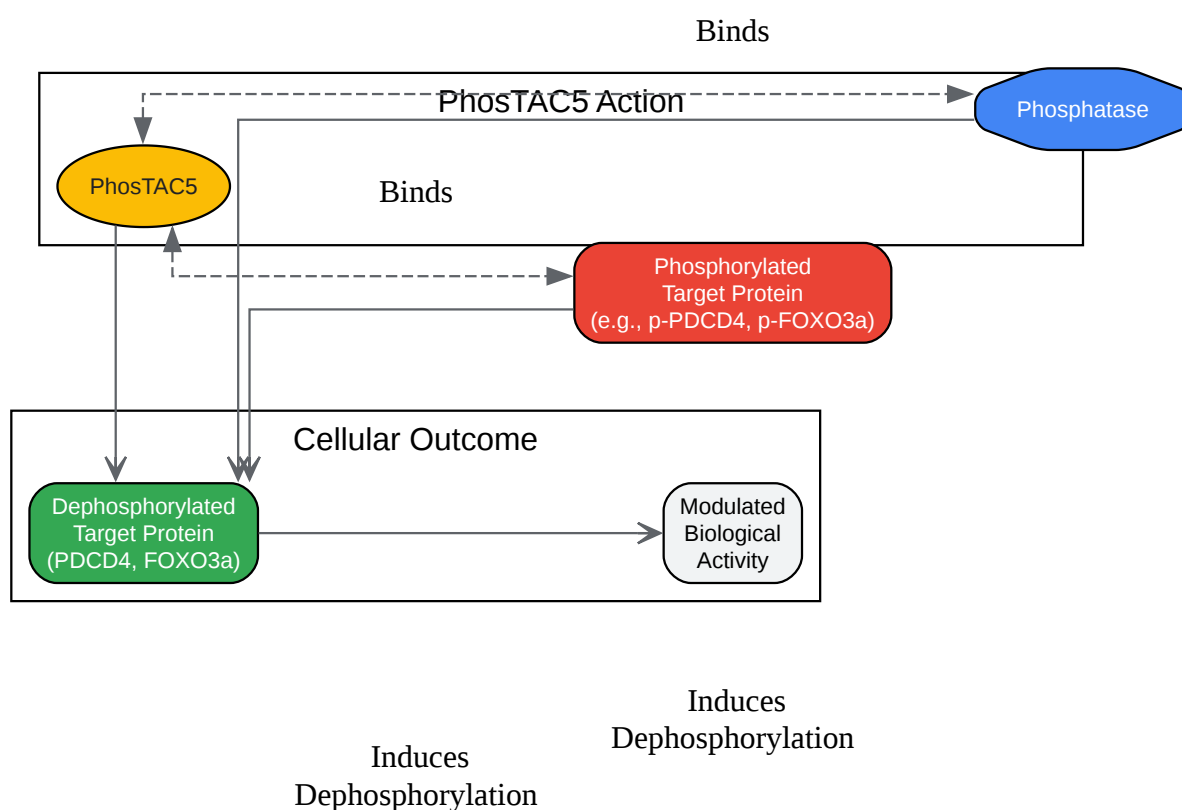 Binds
PhosTAC5 Action
Phosphatase
PhosTAC5
Binds
Phosphorylated
Target Protein
(e.g., p-PDCD4, p-FOXO3a)
Cellular Outcome
Dephosphorylated
Target Protein
(PDCD4, FOXO3a)
Modulated
Biological
Activity
Induces
Dephosphorylation
Induces
Dephosphorylation